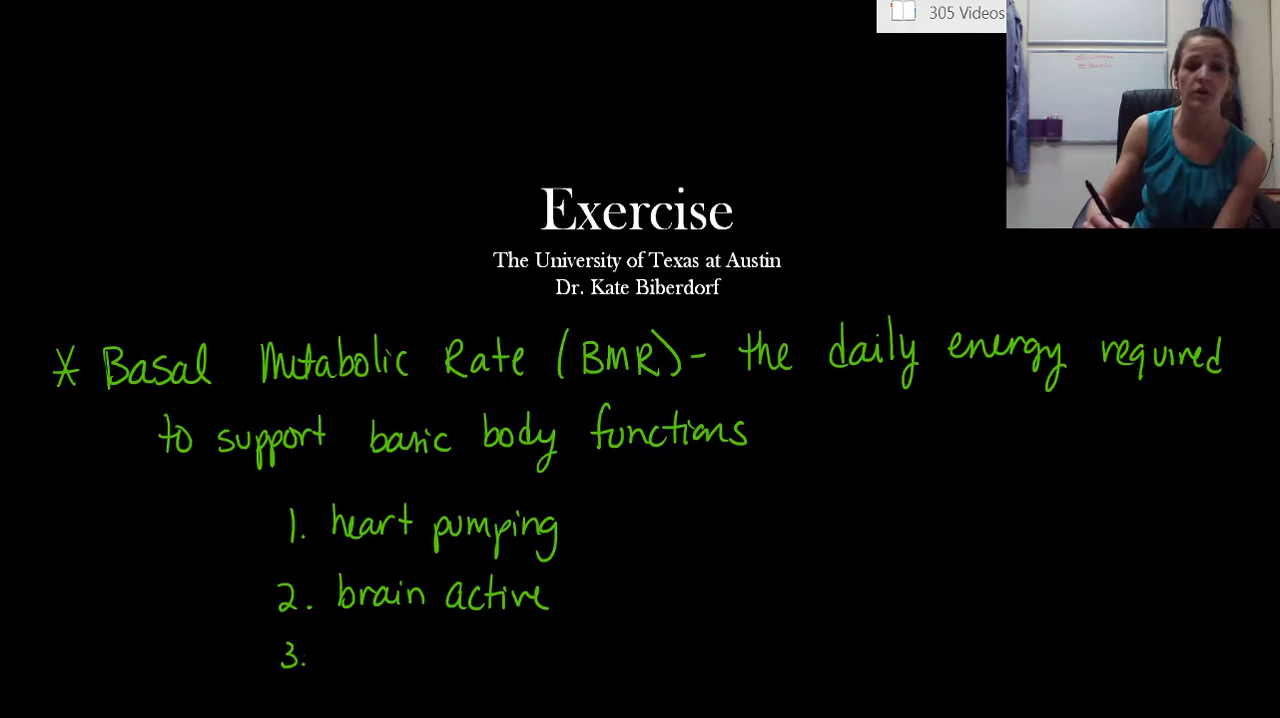 305 Videos
Exercise
The University of Texas at Austin
Dr. Kate Biberdorf
* Basal Metabolic Rate (BMR) - the daily energy required
to support basic body functions
1. heart pumping
2. brain active
3.